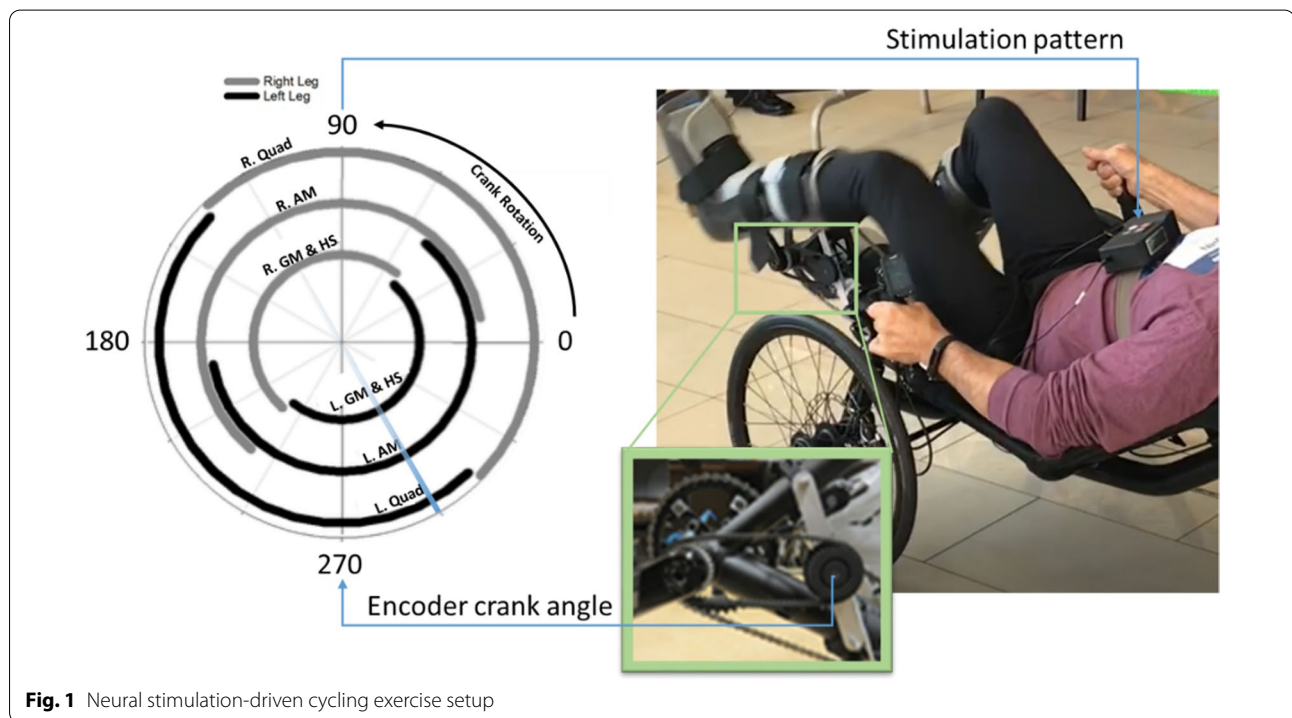 Stimulation pattern
Right Leg
Left Leg
90
R. Quad
R. AM
R. GM & HS
Crank Rotation
180
0
L. GM & HS
L. AM
L. Quad
270
Encoder crank angle
Fig. 1 Neural stimulation-driven cycling exercise setup